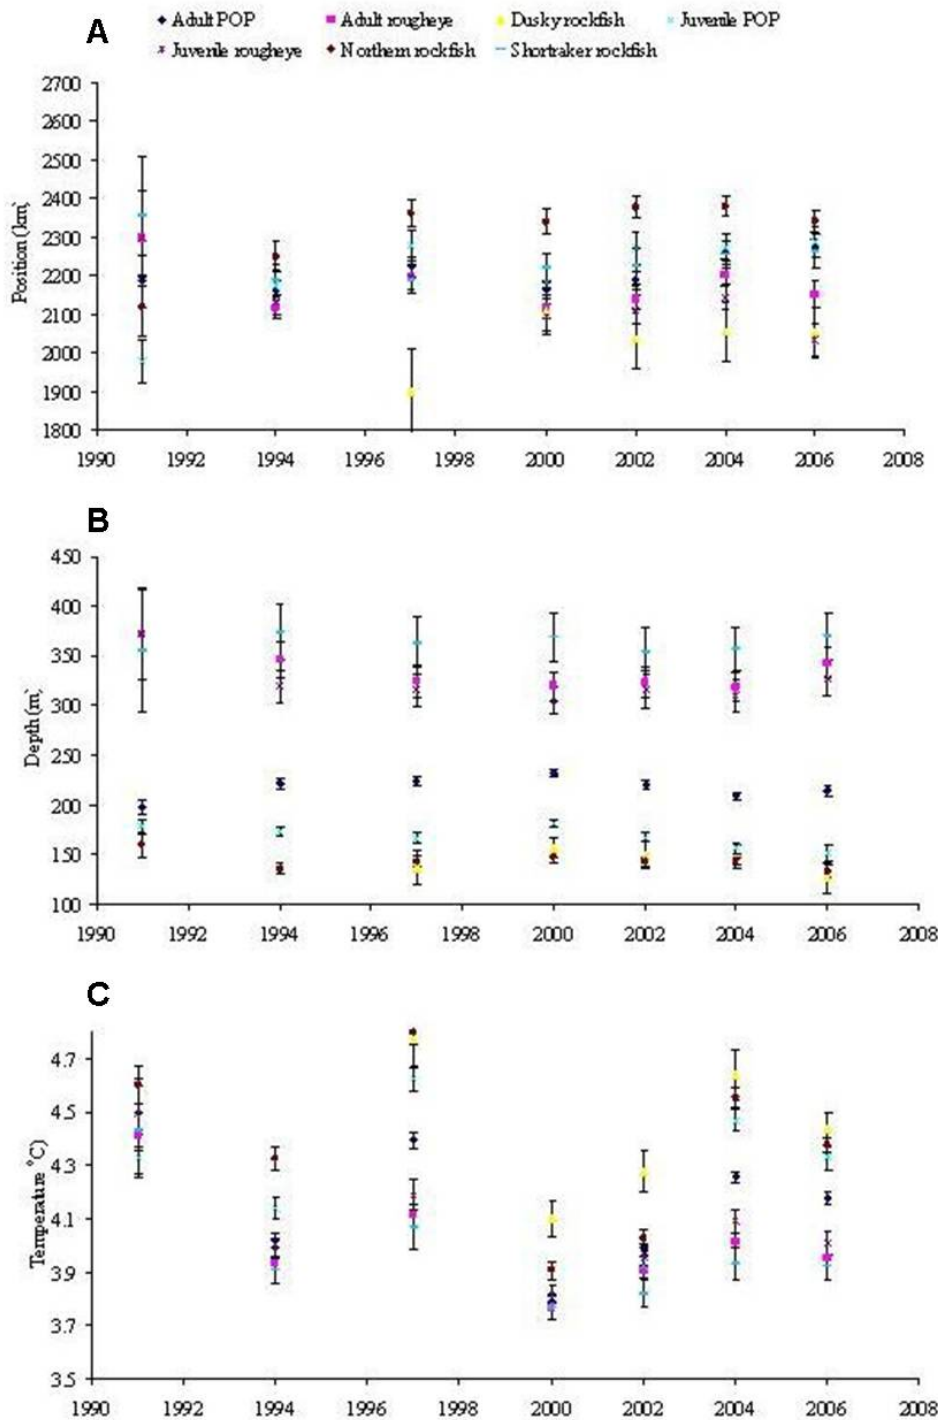 A
Adult POP Adult rougheye Dusky rockfish Juvenile POP
Juvenile rougheye Northern rockfish Shortraker rockfish
2700
2600
2500
2400
2300
2200
2100
2000
1900
1800
Position (km)
1990 1992 1994 1996 1998 2000 2002 2004 2006 2008
B
450
400
350
300
250
200
150
100
Depth (m)
1990 1992 1994 1996 1998 2000 2002 2004 2006 2008
C
4.7
4.5
4.3
4.1
3.9
3.7
3.5
Temperature °C)
1990 1992 1994 1996 1998 2000 2002 2004 2006 2008